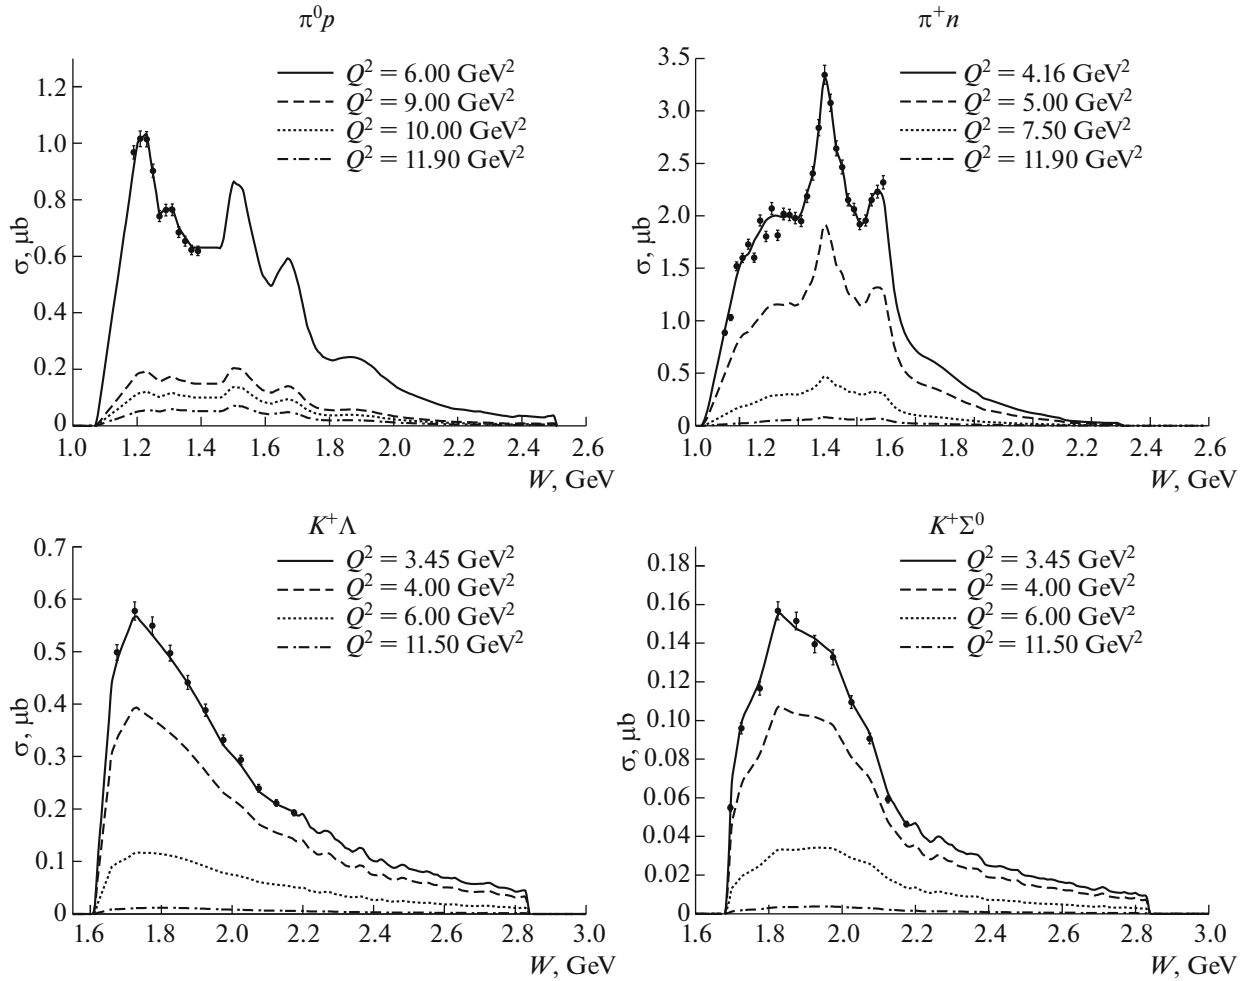 π⁰p
Q² = 6.00 GeV²
Q² = 9.00 GeV²
Q² = 10.00 GeV²
Q² = 11.90 GeV²
σ, μb
1.2
1.0
0.8
0.6
0.4
0.2
0
1.0 1.2 1.4 1.6 1.8 2.0 2.2 2.4 2.6
W, GeV
π⁺n
Q² = 4.16 GeV²
Q² = 5.00 GeV²
Q² = 7.50 GeV²
Q² = 11.90 GeV²
σ, μb
3.5
3.0
2.5
2.0
1.5
1.0
0.5
0
1.0 1.2 1.4 1.6 1.8 2.0 2.2 2.4 2.6
W, GeV
K⁺Λ
Q² = 3.45 GeV²
Q² = 4.00 GeV²
Q² = 6.00 GeV²
Q² = 11.50 GeV²
σ, μb
0.7
0.6
0.5
0.4
0.3
0.2
0.1
0
1.6 1.8 2.0 2.2 2.4 2.6 2.8 3.0
W, GeV
K⁺Σ⁰
Q² = 3.45 GeV²
Q² = 4.00 GeV²
Q² = 6.00 GeV²
Q² = 11.50 GeV²
σ, μb
0.18
0.16
0.14
0.12
0.10
0.08
0.06
0.04
0.02
0
1.6 1.8 2.0 2.2 2.4 2.6 2.8 3.0
W, GeV